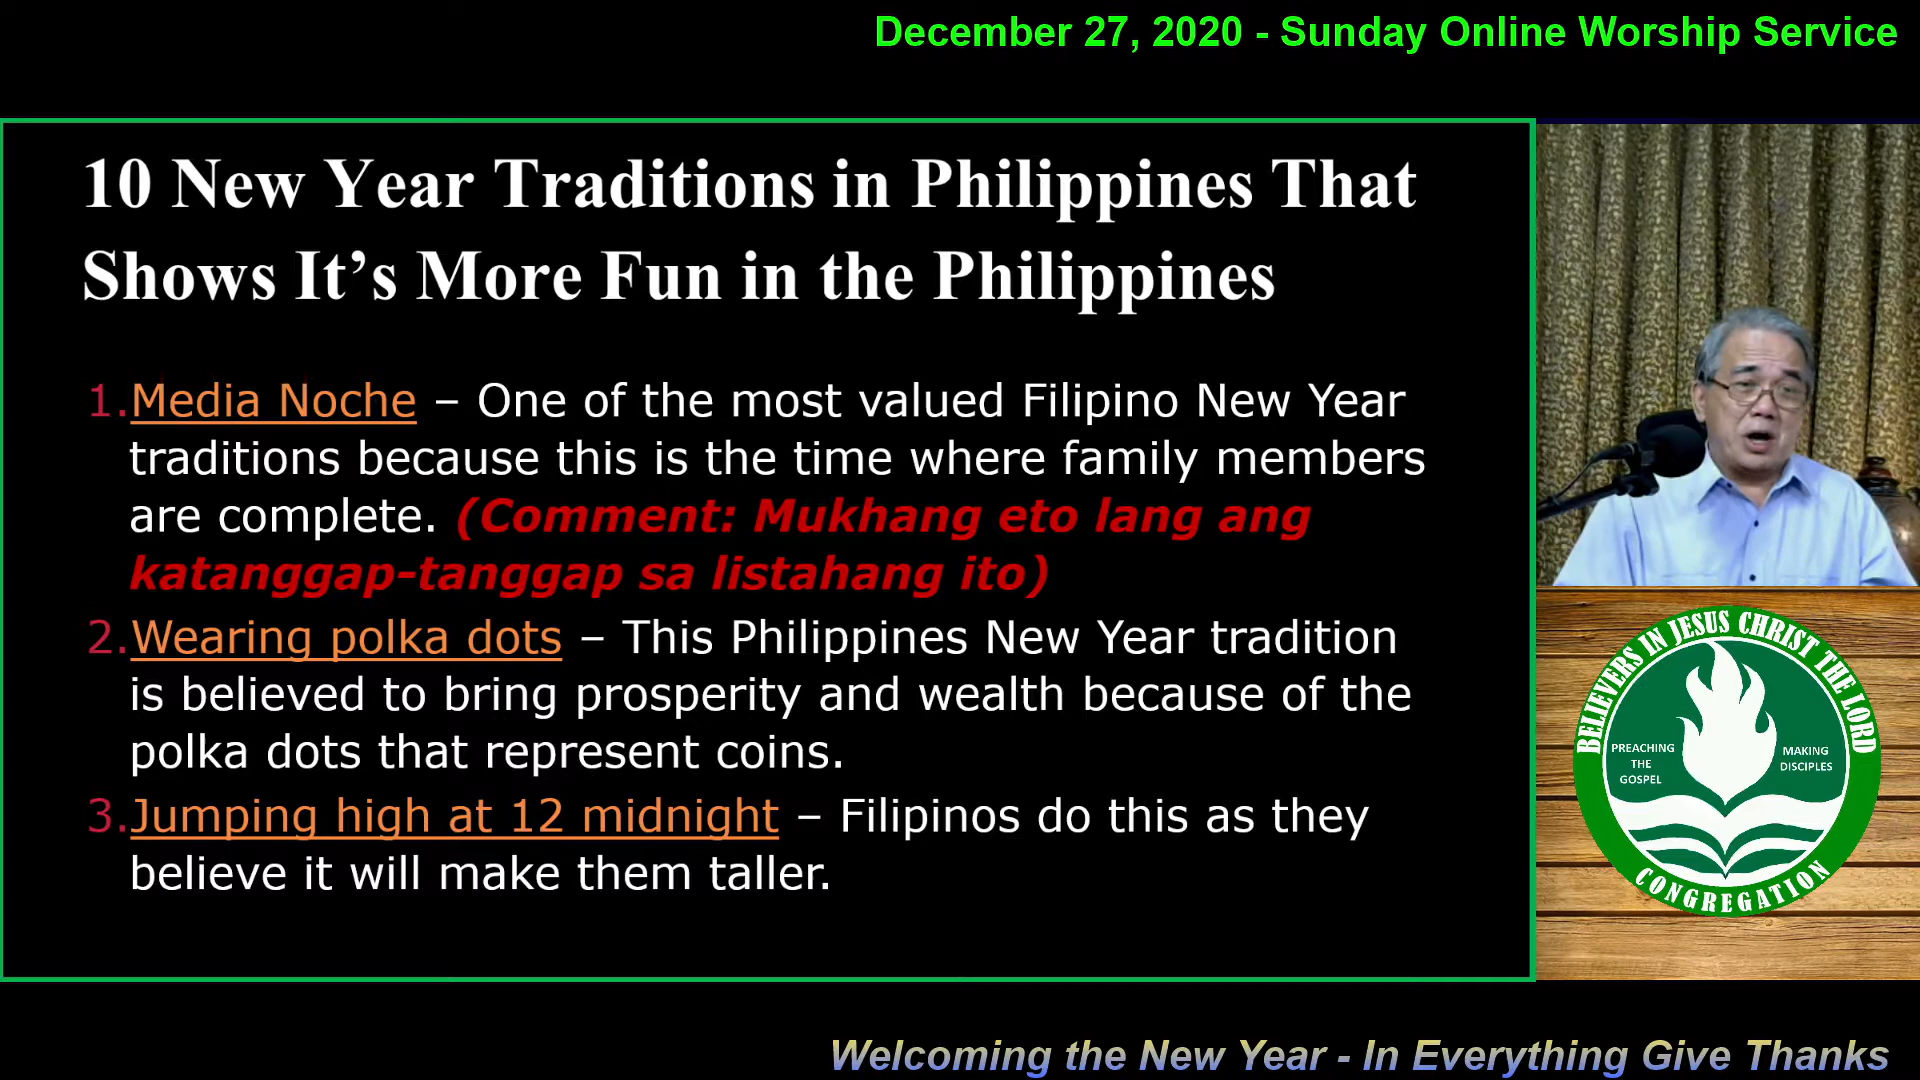 December 27, 2020 - Sunday Online Worship Service
10 New Year Traditions in Philippines That
Shows It’s More Fun in the Philippines
1.Media Noche – One of the most valued Filipino New Year
traditions because this is the time where family members
are complete. (Comment: Mukhang eto lang ang
katanggap-tanggap sa listahang ito)
2.Wearing polka dots – This Philippines New Year tradition
is believed to bring prosperity and wealth because of the
polka dots that represent coins.
3.Jumping high at 12 midnight – Filipinos do this as they
believe it will make them taller.
BELIEVERS IN JESUS CHRIST THE LORD
PREACHING
THE
GOSPEL
MAKING
DISCIPLES
CONGREGATION
Welcoming the New Year - In Everything Give Thanks